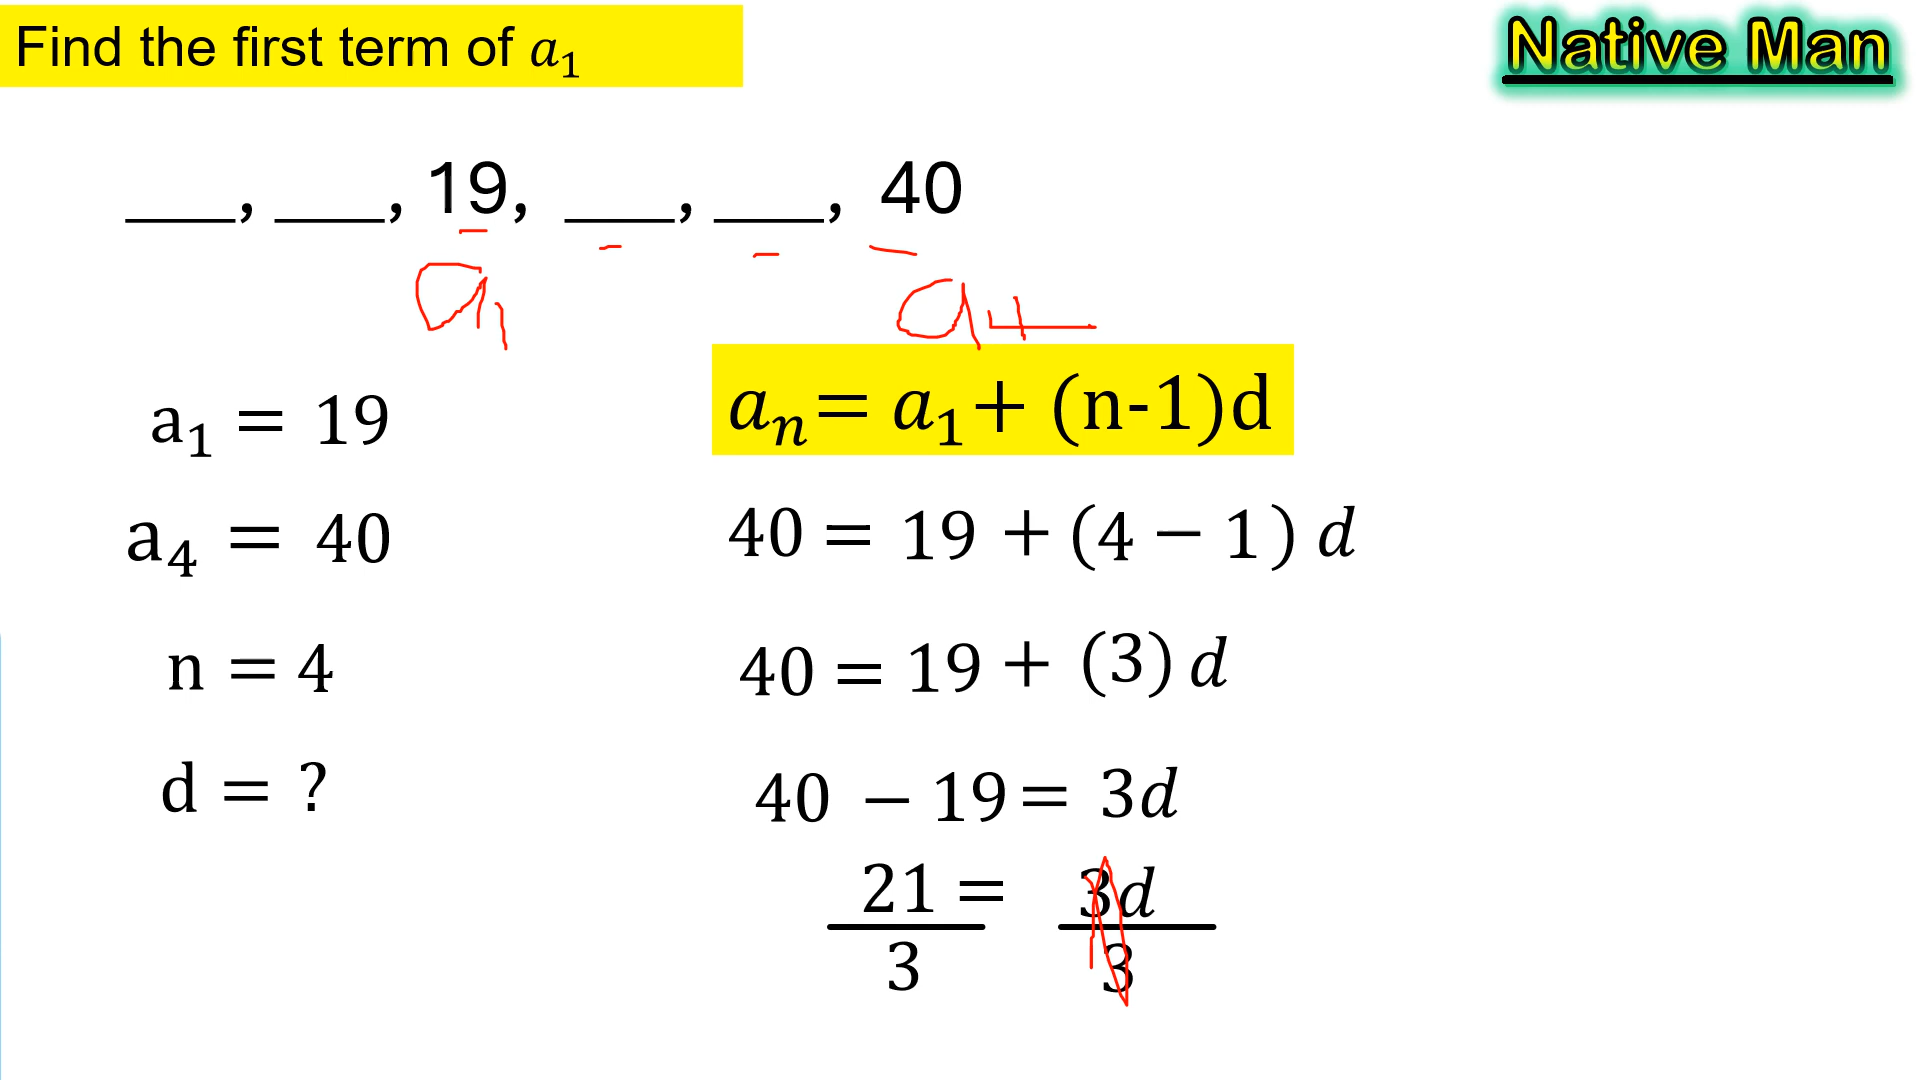 Find the first term of a₁
Native Man
___, ___, 19, ___, ___, 40
a₁
a₄
a₁ = 19
aₙ = a₁ + (n-1)d
a₄ = 40
40 = 19 + (4 − 1) d
n = 4
40 = 19 + (3) d
d = ?
40 − 19 = 3d
21 = 3d
3 3